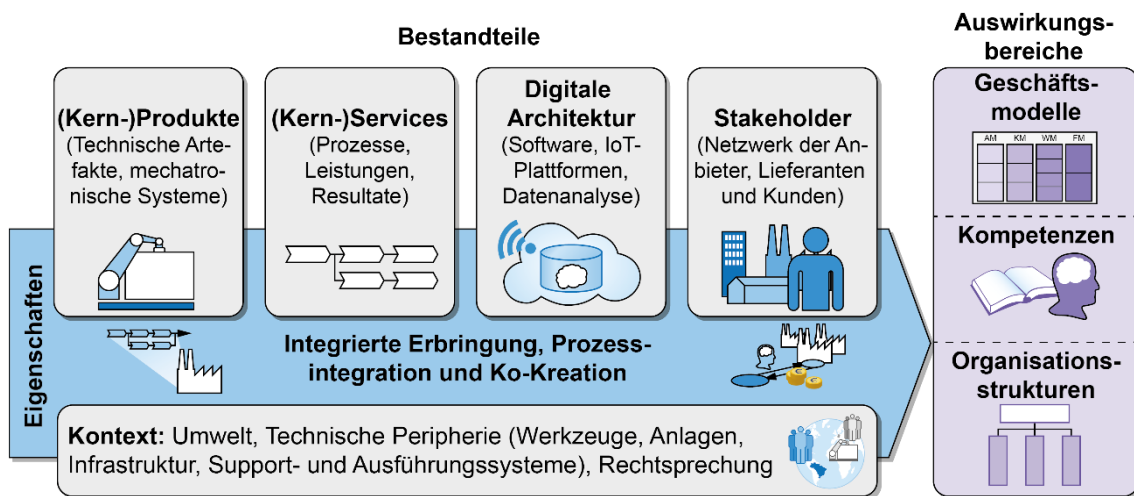 Bestandteile
(Kern-)Produkte
(Technische Arte-
fakte, mechatro-
nische Systeme)
(Kern-)Services
(Prozesse,
Leistungen,
Resultate)
Digitale
Architektur
(Software, IoT-
Plattformen,
Datenanalyse)
Stakeholder
(Netzwerk der An-
bieter, Lieferanten
und Kunden)
Eigenschaften
Integrierte Erbringung, Prozess-
integration und Ko-Kreation
Kontext: Umwelt, Technische Peripherie (Werkzeuge, Anlagen,
Infrastruktur, Support- und Ausführungssysteme), Rechtsprechung
Auswirkungs-
bereiche
Geschäfts-
modelle
AM KM WM FM
Kompetenzen
Organisations-
strukturen